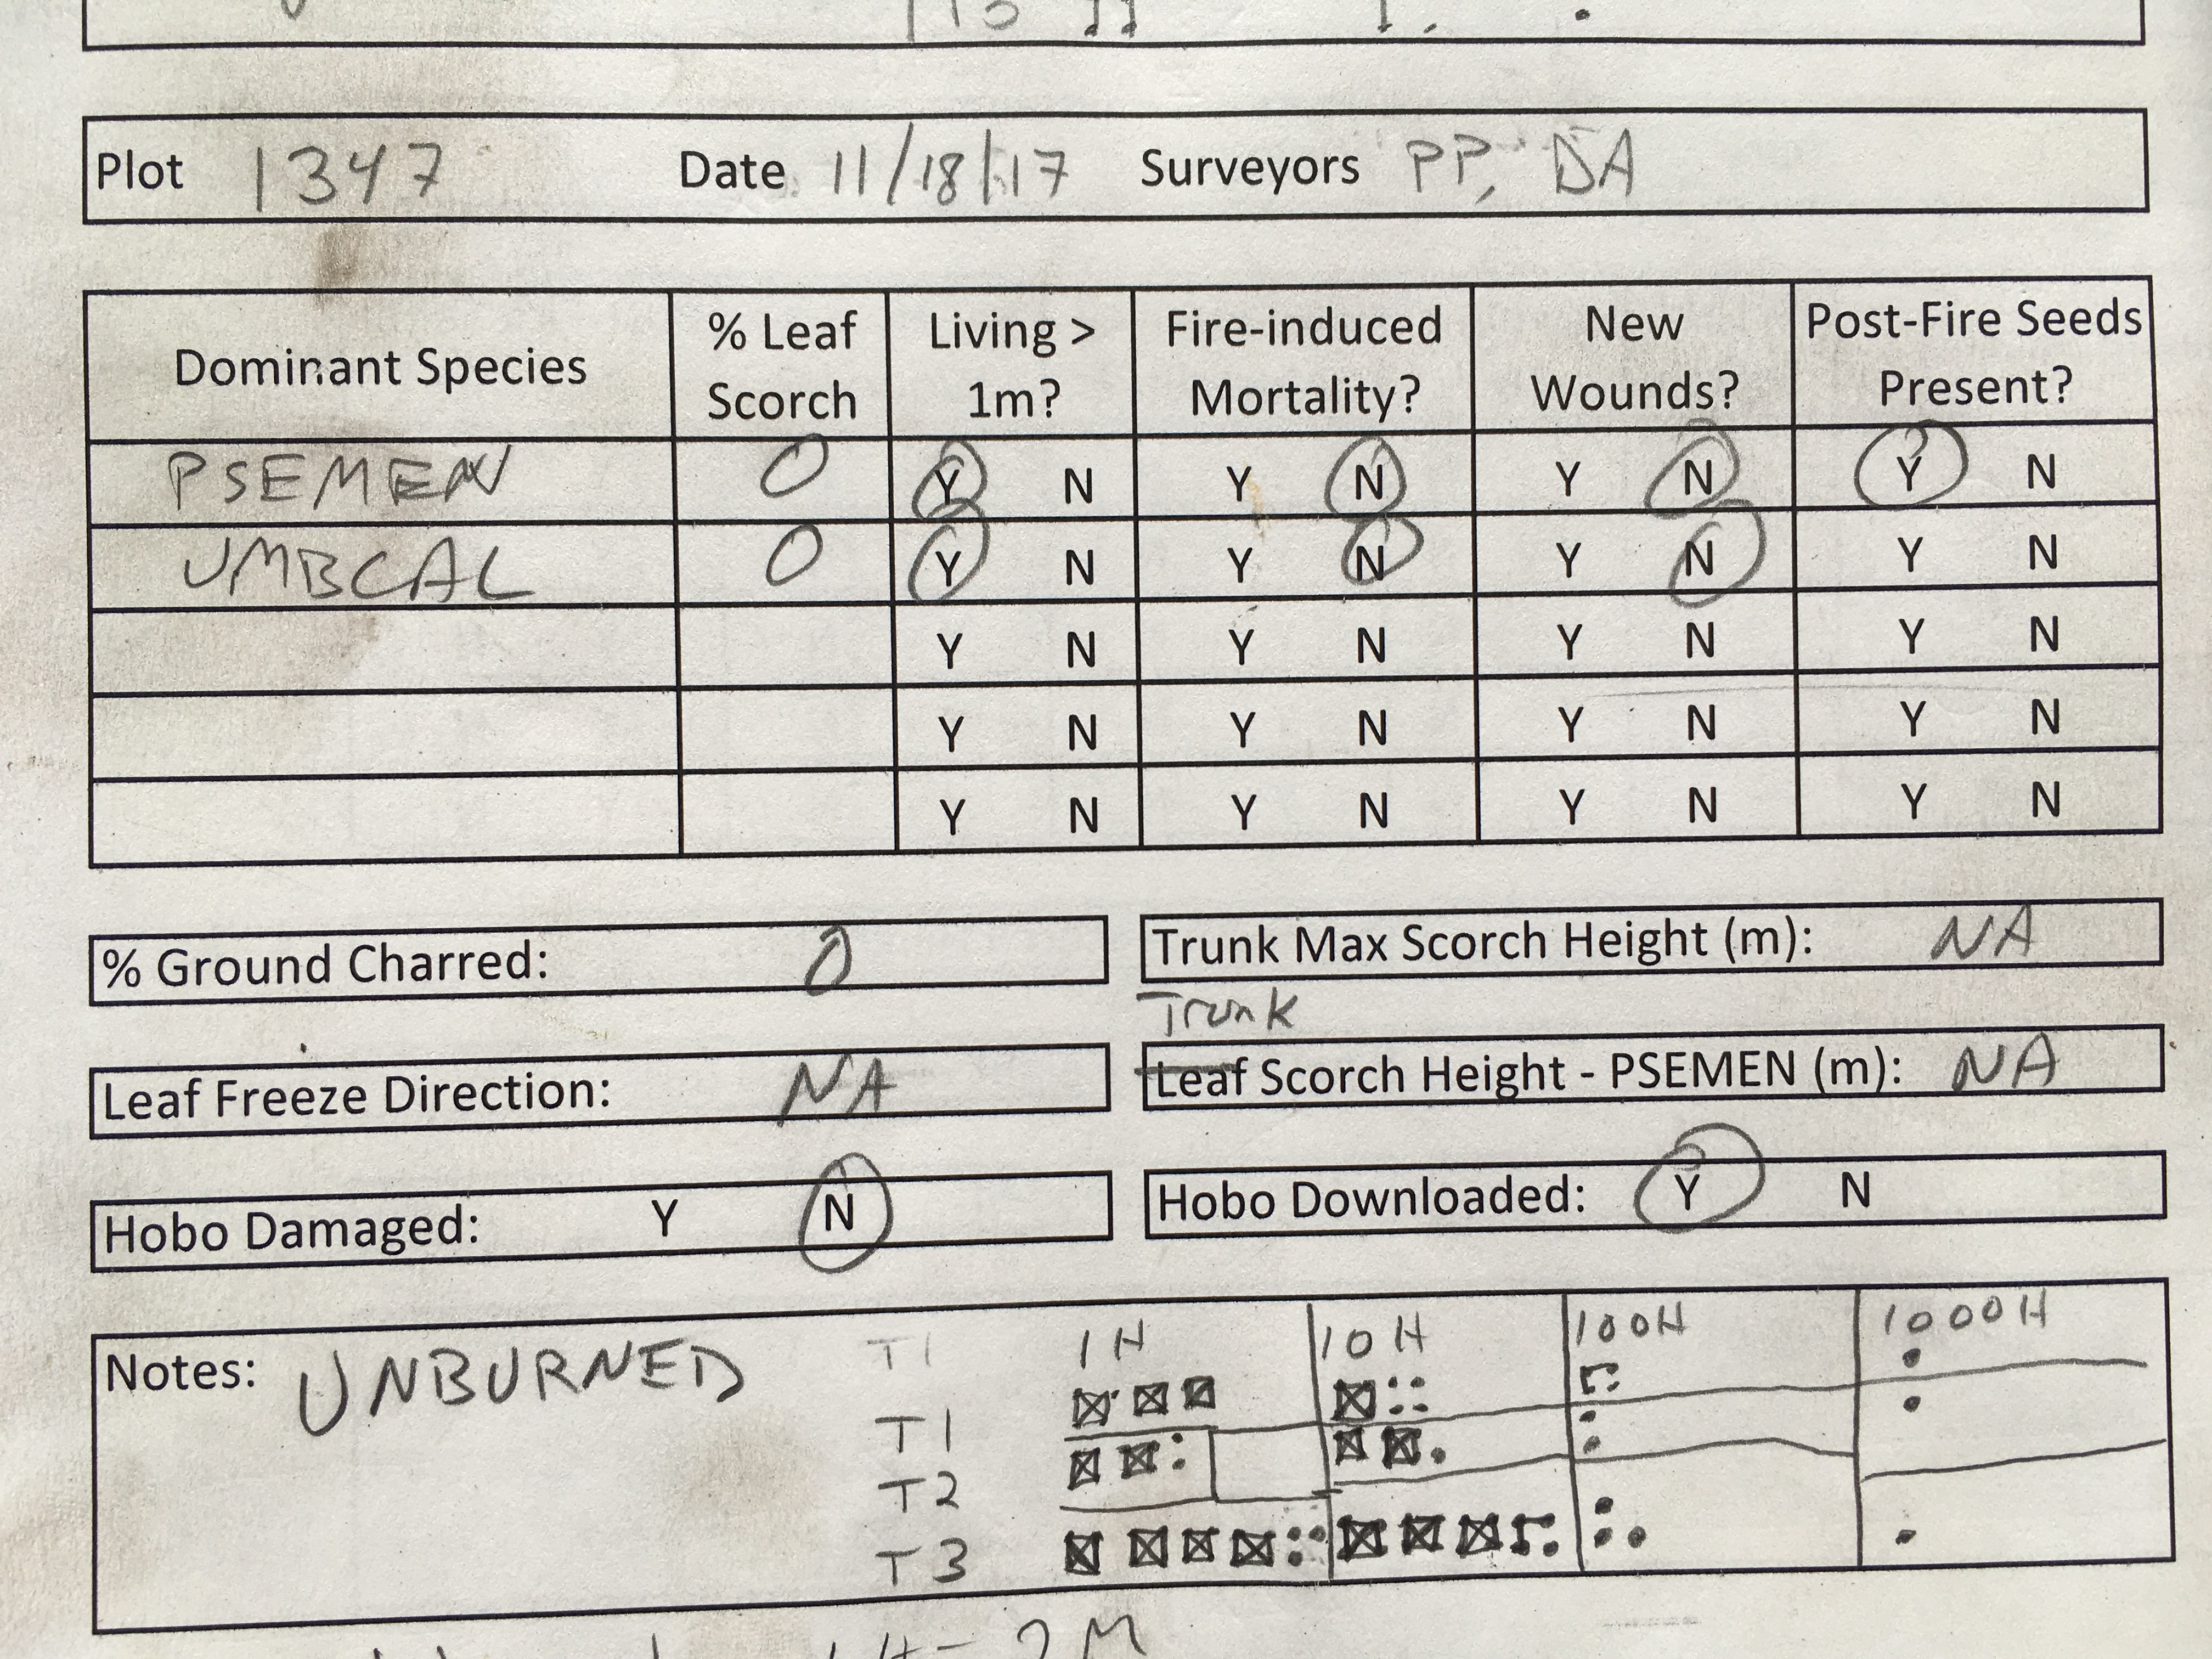 Plot 1347 Date 11/18/17 Surveyors PP, DA
Dominant Species % Leaf Scorch Living > 1m? Fire-induced Mortality? New Wounds? Post-Fire Seeds Present?
PSEMEN 0 Y N Y N Y N Y N
UMBCAL 0 Y N Y N Y N Y N
Y N Y N Y N Y N
Y N Y N Y N Y N
Y N Y N Y N Y N
% Ground Charred: 0 Trunk Max Scorch Height (m): NA
Trunk
Leaf Freeze Direction: NA Leaf Scorch Height - PSEMEN (m): NA
Hobo Damaged: Y N Hobo Downloaded: Y N
Notes: UNBURNED T1 1H 10H 100H 1000H
T1
T2
T3